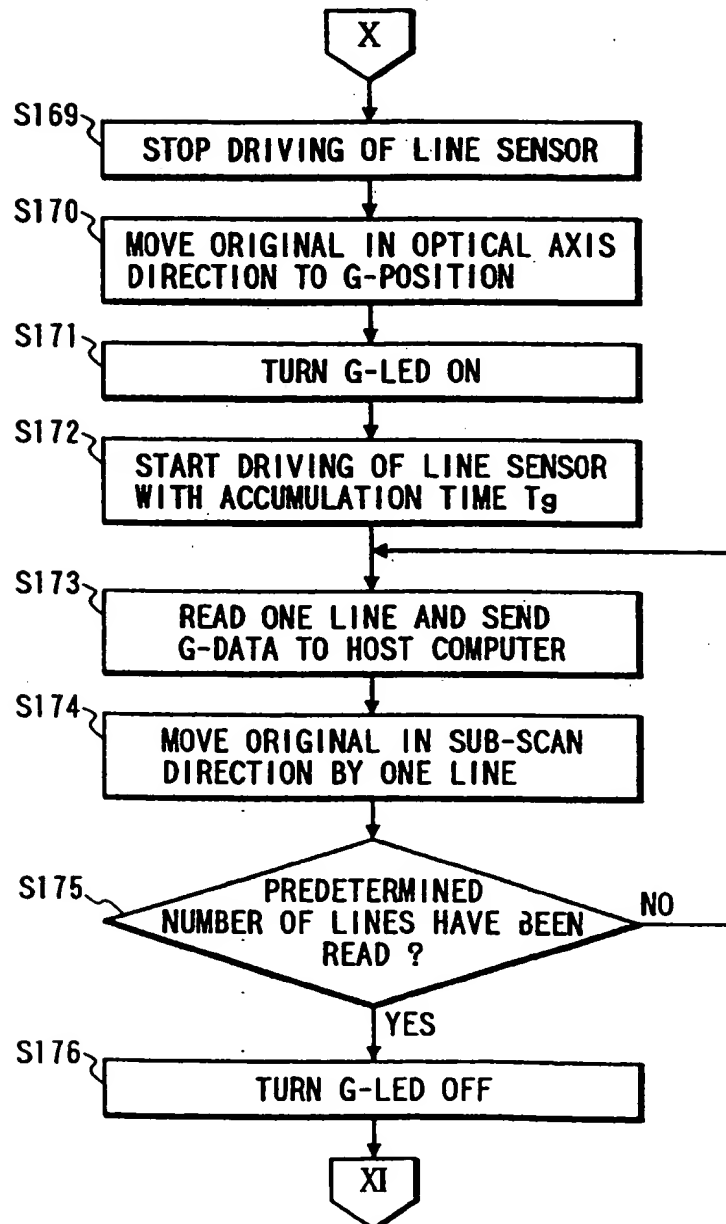 X
S169
STOP DRIVING OF LINE SENSOR
S170
MOVE ORIGINAL IN OPTICAL AXIS
DIRECTION TO G-POSITION
S171
TURN G-LED ON
S172
START DRIVING OF LINE SENSOR
WITH ACCUMULATION TIME Tg
S173
READ ONE LINE AND SEND
G-DATA TO HOST COMPUTER
S174
MOVE ORIGINAL IN SUB-SCAN
DIRECTION BY ONE LINE
S175
PREDETERMINED
NUMBER OF LINES HAVE BEEN
READ ?
NO
YES
S176
TURN G-LED OFF
XI